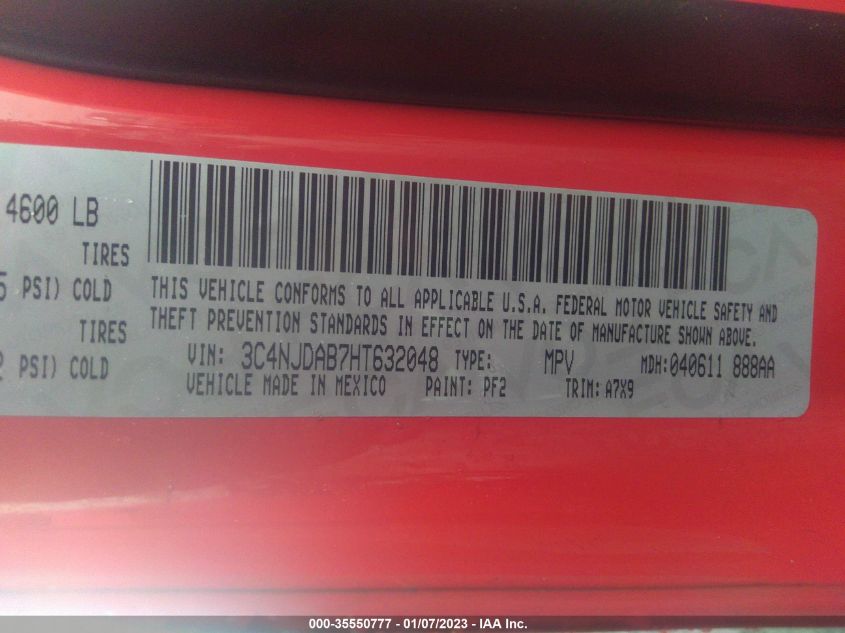 4600 LB
TIRES
PSI) COLD
TIRES
PSI) COLD
THIS VEHICLE CONFORMS TO ALL APPLICABLE U.S.A. FEDERAL MOTOR VEHICLE SAFETY AND
THEFT PREVENTION STANDARDS IN EFFECT ON THE DATE OF MANUFACTURE SHOWN ABOVE.
VIN: 3C4NJDAB7HT632048 TYPE: MPV MDH:040611 888AA
VEHICLE MADE IN MEXICO PAINT: PF2 TRIM: A7X9
000-35550777 - 01/07/2023 - IAA Inc.